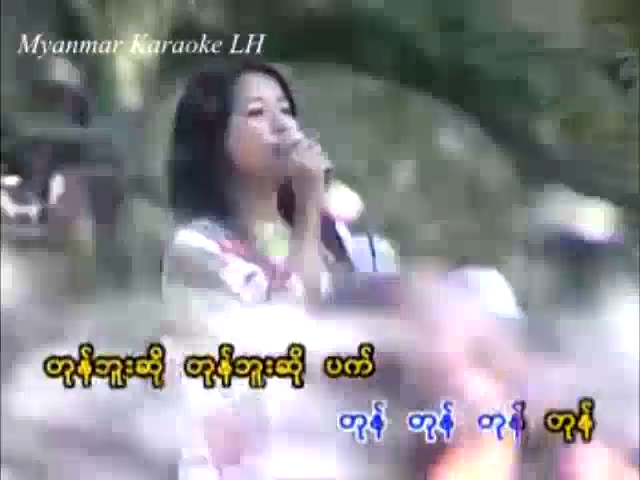 Myanmar Karaoke LH
တုန်ဘူးဆို တုန်ဘူးဆို ပက်
တုန် တုန် တုန် တုန်